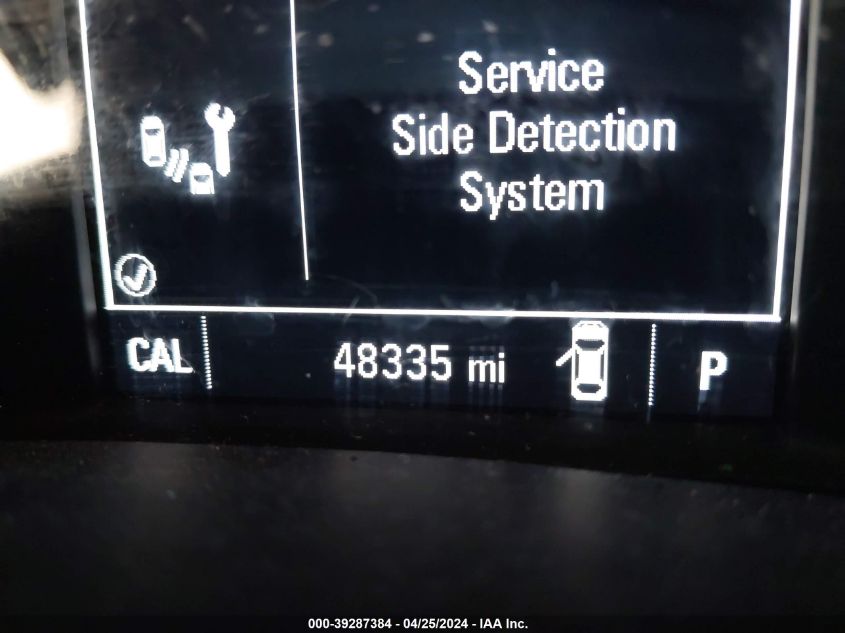 Service
Side Detection
System
CAL 48335 mi P
000-39287384 - 04/25/2024 - IAA Inc.